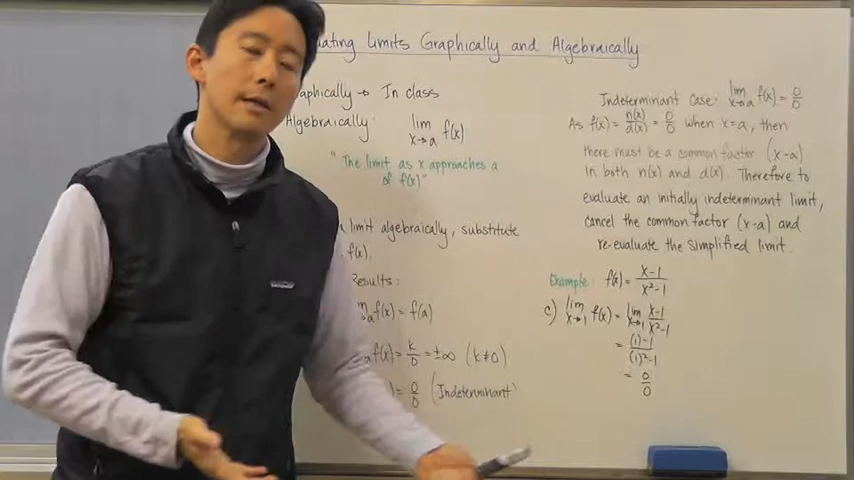 Limits Graphically and Algebraically
→ In class
Algebraically:
lim x→a f(x)
"The limit as x approaches a
of f(x)"
limit algebraically, substitute
f(x).
Results:
f(x) = f(a)
f(x) = k/0 = ±∞ (k≠0)
= 0/0 (Indeterminant)
Indeterminant Case: lim x→a f(x) = 0/0
As f(x) = n(x)/d(x) = 0/0 when x=a, then
there must be a common factor (x-a)
in both n(x) and d(x). Therefore to
evaluate an initially indeterminant limit,
cancel the common factor (x-a) and
re-evaluate the simplified limit.
Example: f(x) = x-1/x²-1
c) lim x→1 f(x) = lim x→1 x-1/x²-1
= (1)-1/(1)²-1
= 0/0